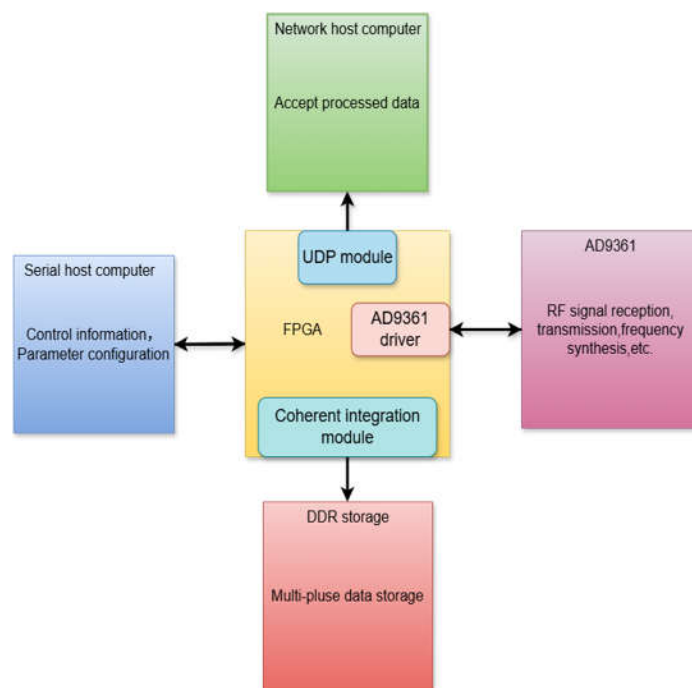 Network host computer
Accept processed data
UDP module
Serial host computer
Control information，
Parameter configuration
FPGA
AD9361
driver
AD9361
RF signal reception,
transmission,frequency
synthesis,etc.
Coherent integration
module
DDR storage
Multi-pluse data storage